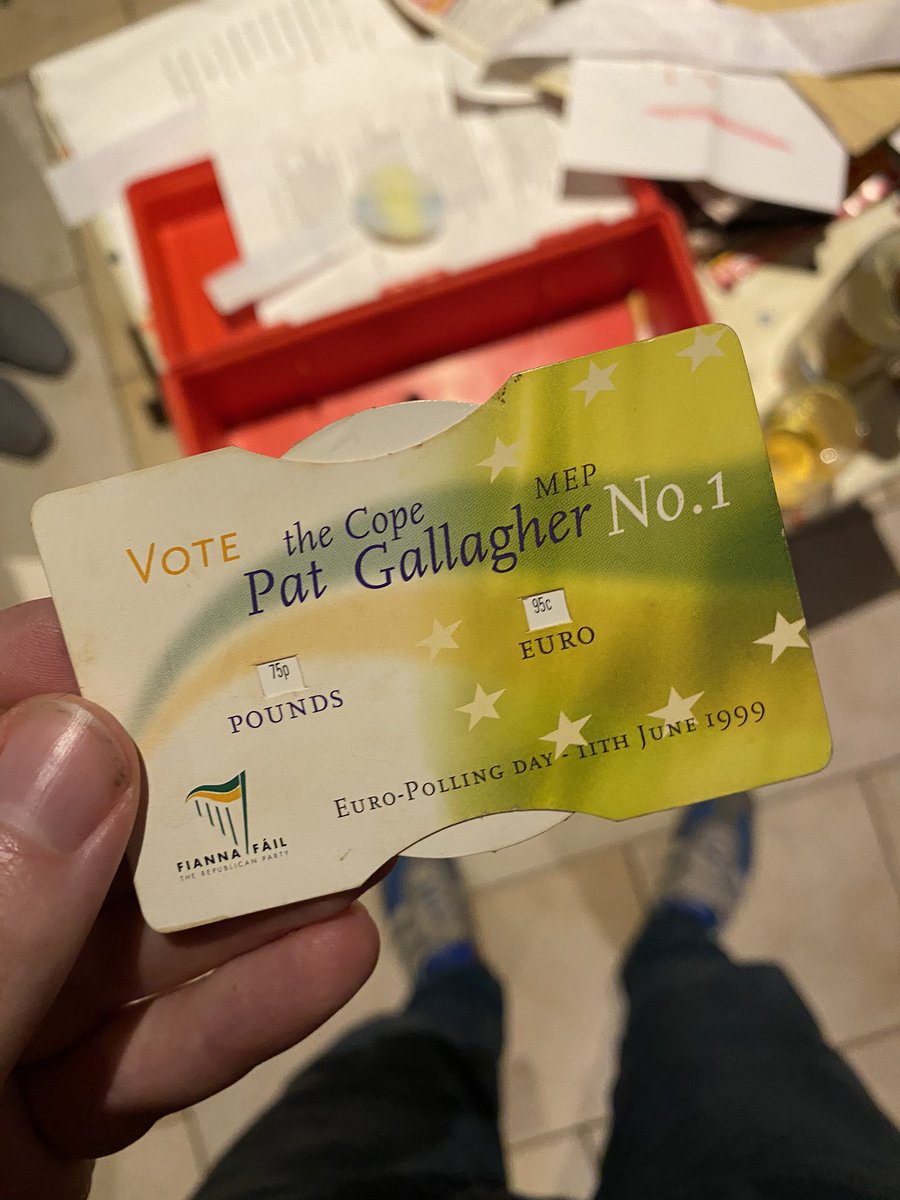 VOTE the Cope MEP
Pat Gallagher No.1
95c
EURO
75p
POUNDS
EURO-POLLING DAY - 11TH JUNE 1999
FIANNA FÁIL
THE REPUBLICAN PARTY